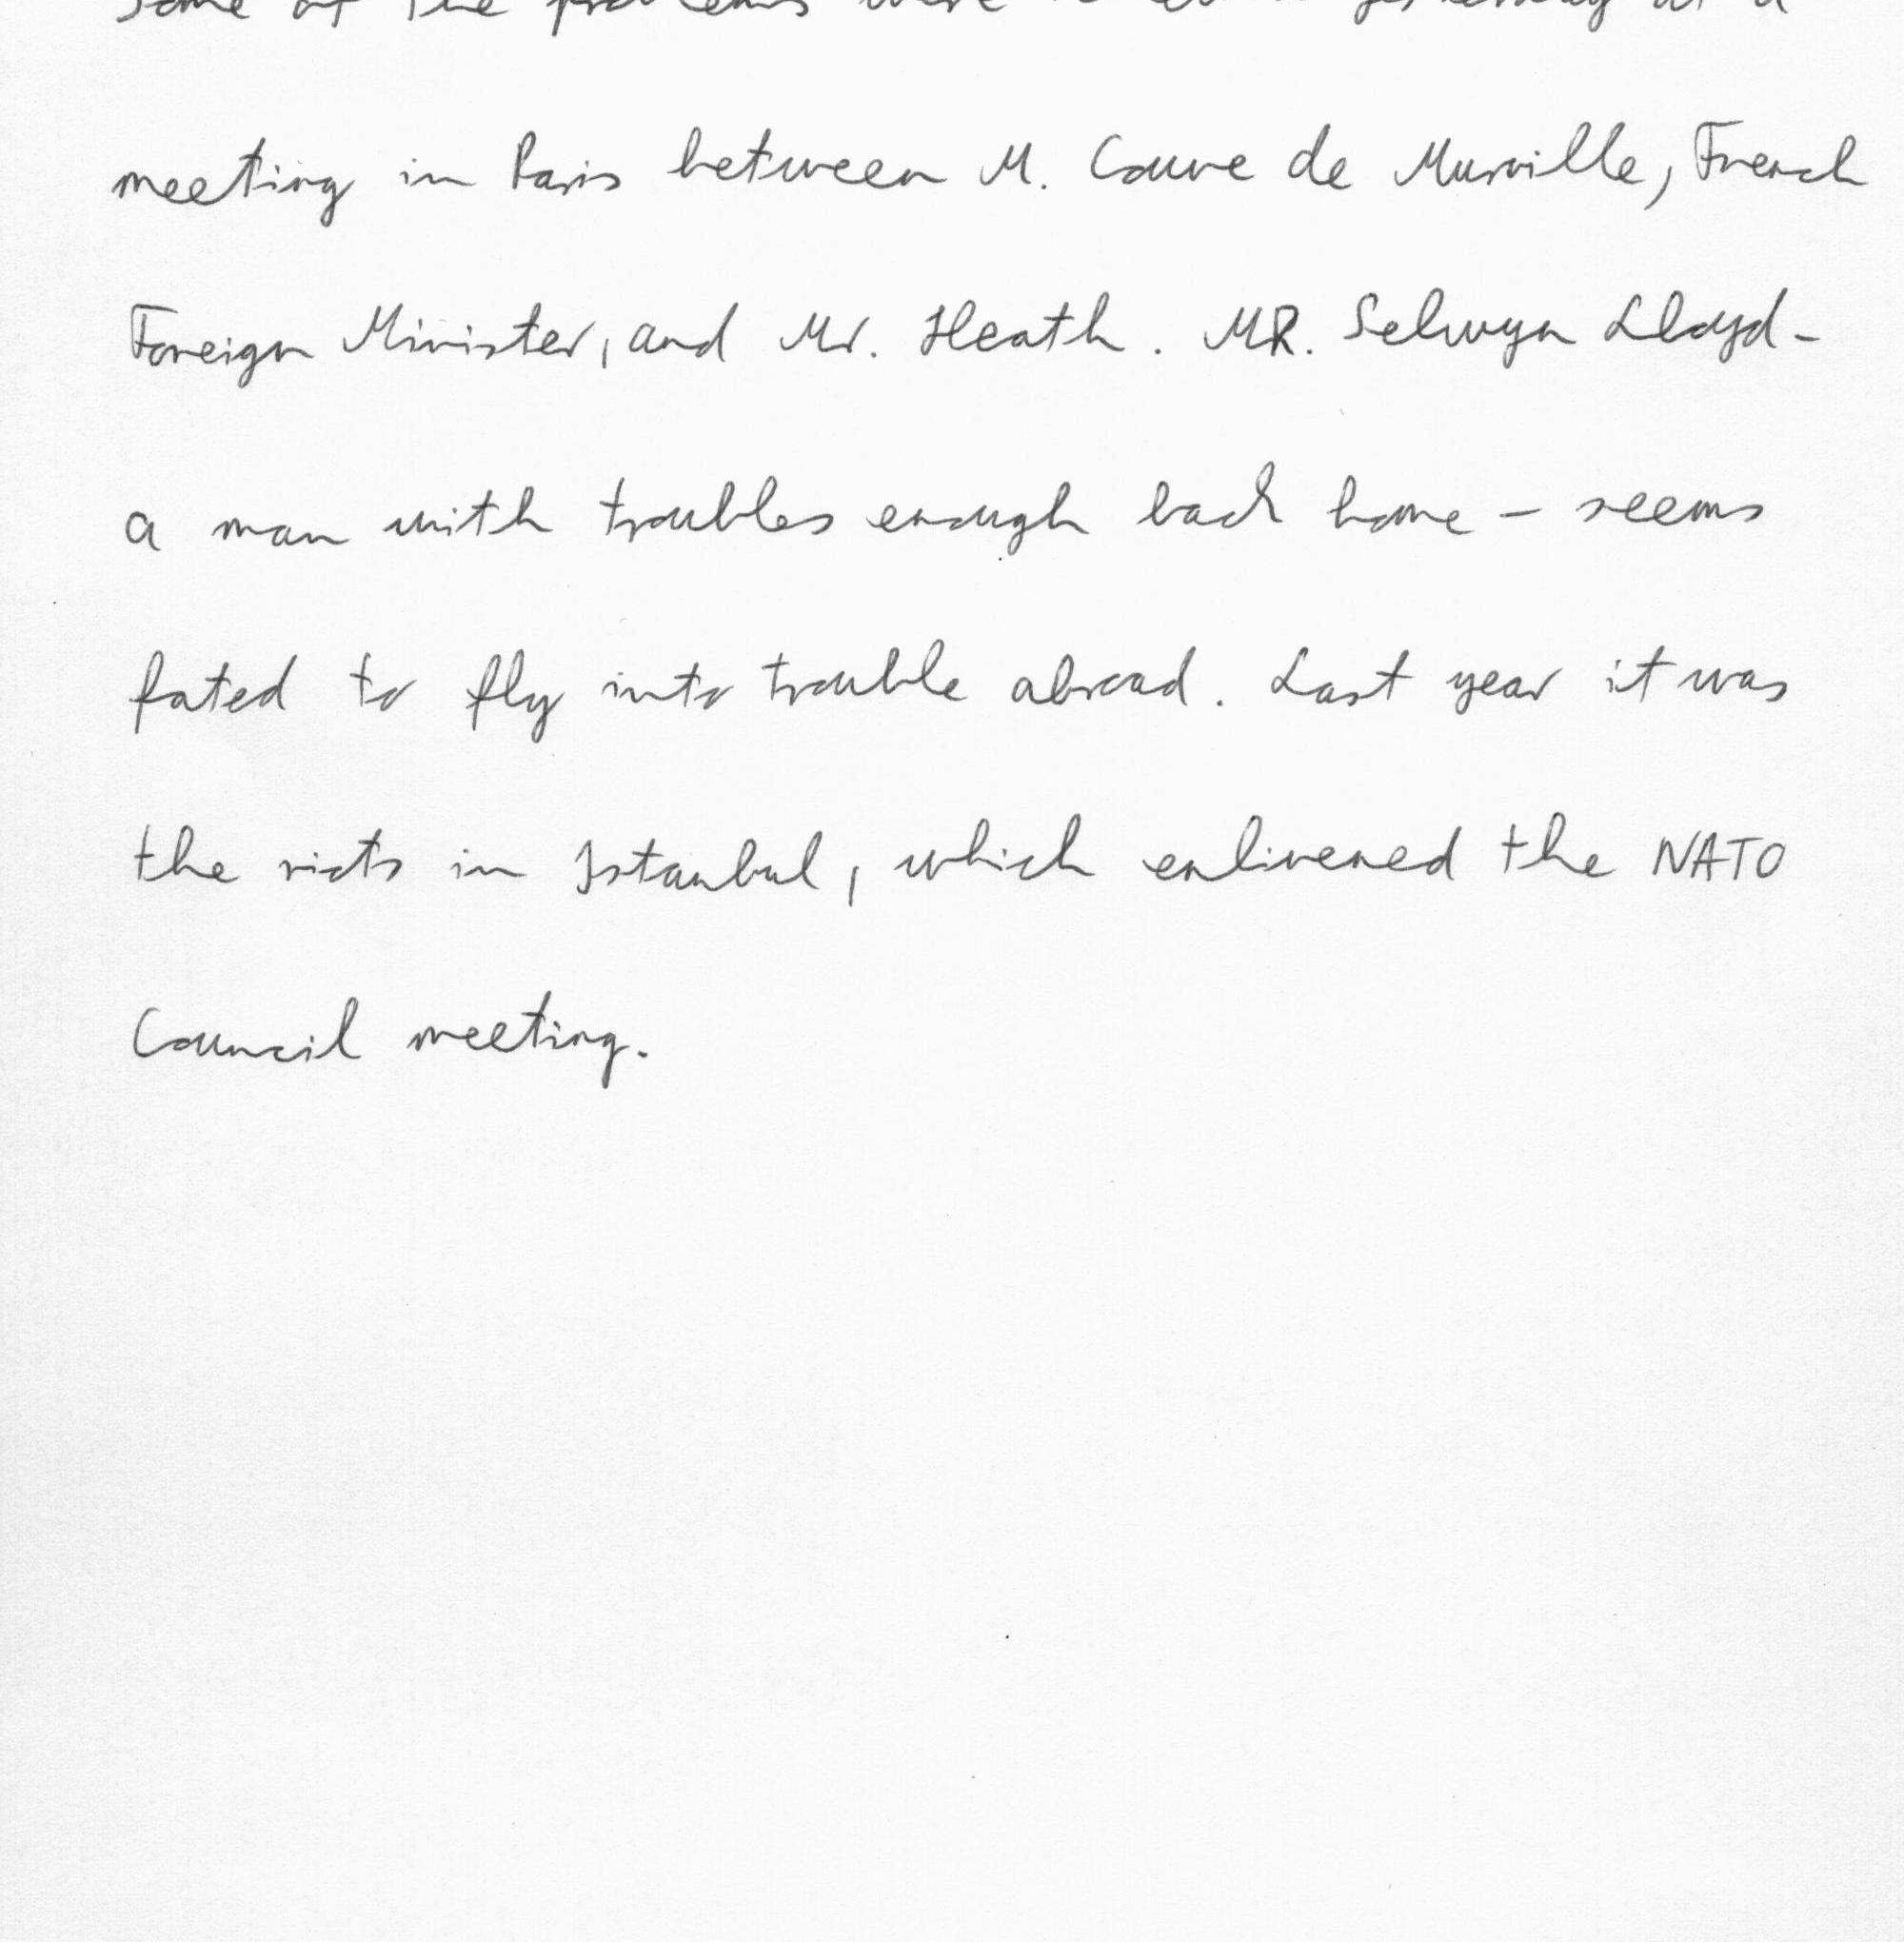 Some of the problems were yesterday at a
meeting in Paris between M. Couve de Murville, French
Foreign Minister, and Mr. Heath. MR. Selwyn Lloyd -
a man with troubles enough back home - seems
fated to fly into trouble abroad. Last year it was
the riots in Istanbul, which enlivened the NATO
Council meeting.